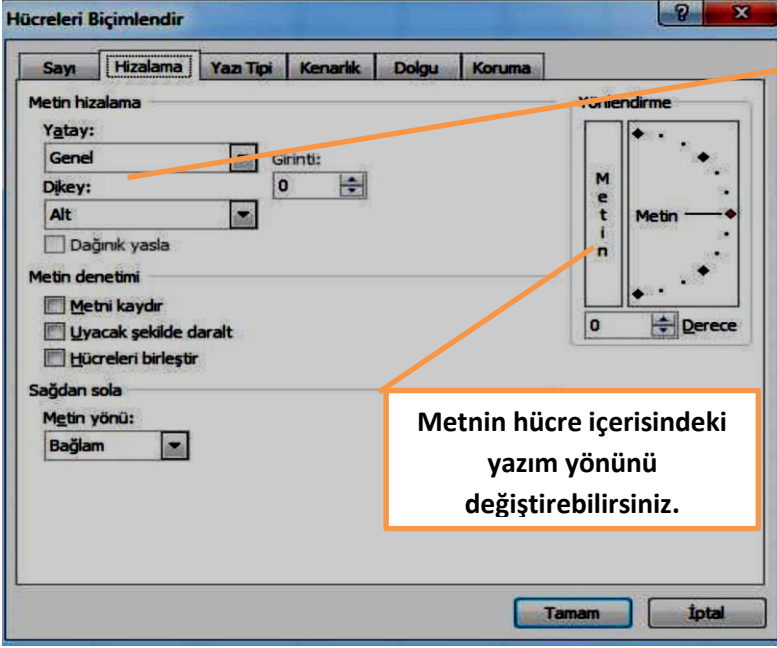 Hücreleri Biçimlendir
Sayı Hizalama Yazı Tipi Kenarlık Dolgu Koruma
Metin hizalama
Yatay:
Genel
Girinti:
0
Dikey:
Alt
Dağınık yasla
Metin denetimi
Metni kaydır
Uyacak şekilde daralt
Hücreleri birleştir
Sağdan sola
Metin yönü:
Bağlam
Yönlendirme
Metin
Metin
0 Derece
Metnin hücre içerisindeki
yazım yönünü
değiştirebilirsiniz.
Tamam İptal